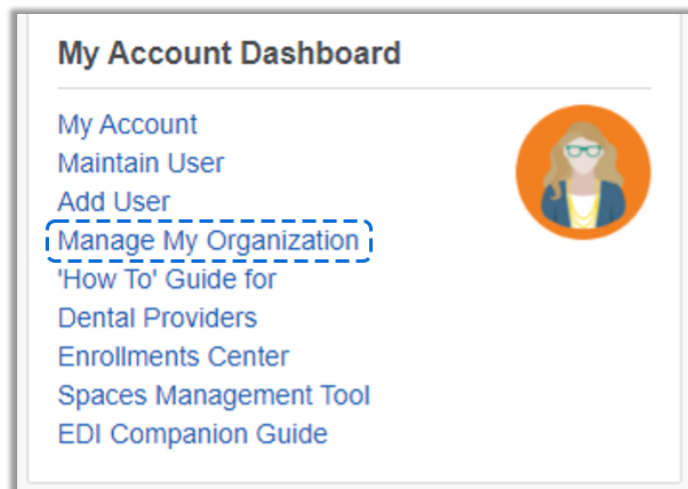 My Account Dashboard
My Account
Maintain User
Add User
Manage My Organization
'How To' Guide for
Dental Providers
Enrollments Center
Spaces Management Tool
EDI Companion Guide